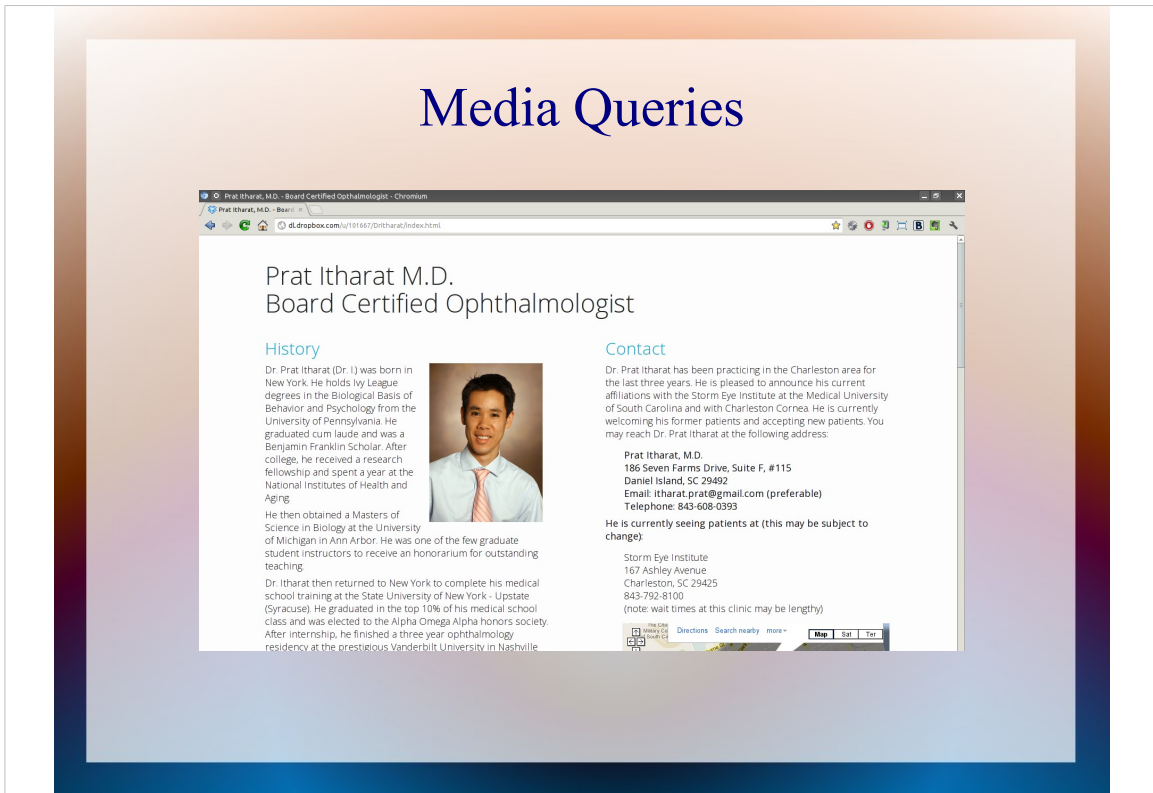 Media Queries
Prat Itharat, M.D. - Board Certified Opthalmologist - Chromium
Prat Itharat, M.D. - Board
dl.dropbox.com/u/101667/DrItharat/index.html
Prat Itharat M.D.
Board Certified Ophthalmologist
History
Dr. Prat Itharat (Dr. I.) was born in
New York. He holds Ivy League
degrees in the Biological Basis of
Behavior and Psychology from the
University of Pennsylvania. He
graduated cum laude and was a
Benjamin Franklin Scholar. After
college, he received a research
fellowship and spent a year at the
National Institutes of Health and
Aging.
He then obtained a Masters of
Science in Biology at the University
of Michigan in Ann Arbor. He was one of the few graduate
student instructors to receive an honorarium for outstanding
teaching.
Dr. Itharat then returned to New York to complete his medical
school training at the State University of New York - Upstate
(Syracuse). He graduated in the top 10% of his medical school
class and was elected to the Alpha Omega Alpha honors society.
After internship, he finished a three year ophthalmology
residency at the prestigious Vanderbilt University in Nashville
Contact
Dr. Prat Itharat has been practicing in the Charleston area for
the last three years. He is pleased to announce his current
affiliations with the Storm Eye Institute at the Medical University
of South Carolina and with Charleston Cornea. He is currently
welcoming his former patients and accepting new patients. You
may reach Dr. Prat Itharat at the following address:
Prat Itharat, M.D.
186 Seven Farms Drive, Suite F, #115
Daniel Island, SC 29492
Email: itharat.prat@gmail.com (preferable)
Telephone: 843-608-0393
He is currently seeing patients at (this may be subject to
change):
Storm Eye Institute
167 Ashley Avenue
Charleston, SC 29425
843-792-8100
(note: wait times at this clinic may be lengthy)
Directions Search nearby more
Map Sat Ter